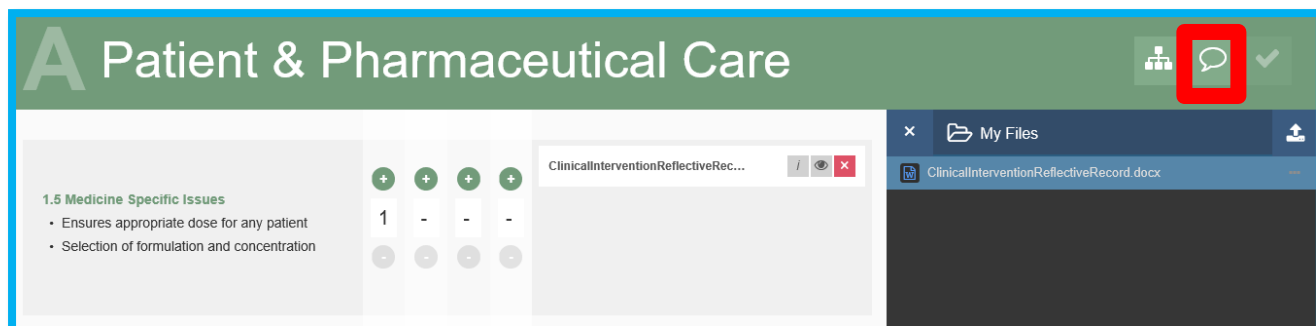 A Patient & Pharmaceutical Care
My Files
ClinicalInterventionReflectiveRecord.docx
ClinicalInterventionReflectiveRec...
1.5 Medicine Specific Issues
• Ensures appropriate dose for any patient
• Selection of formulation and concentration
1 - - -